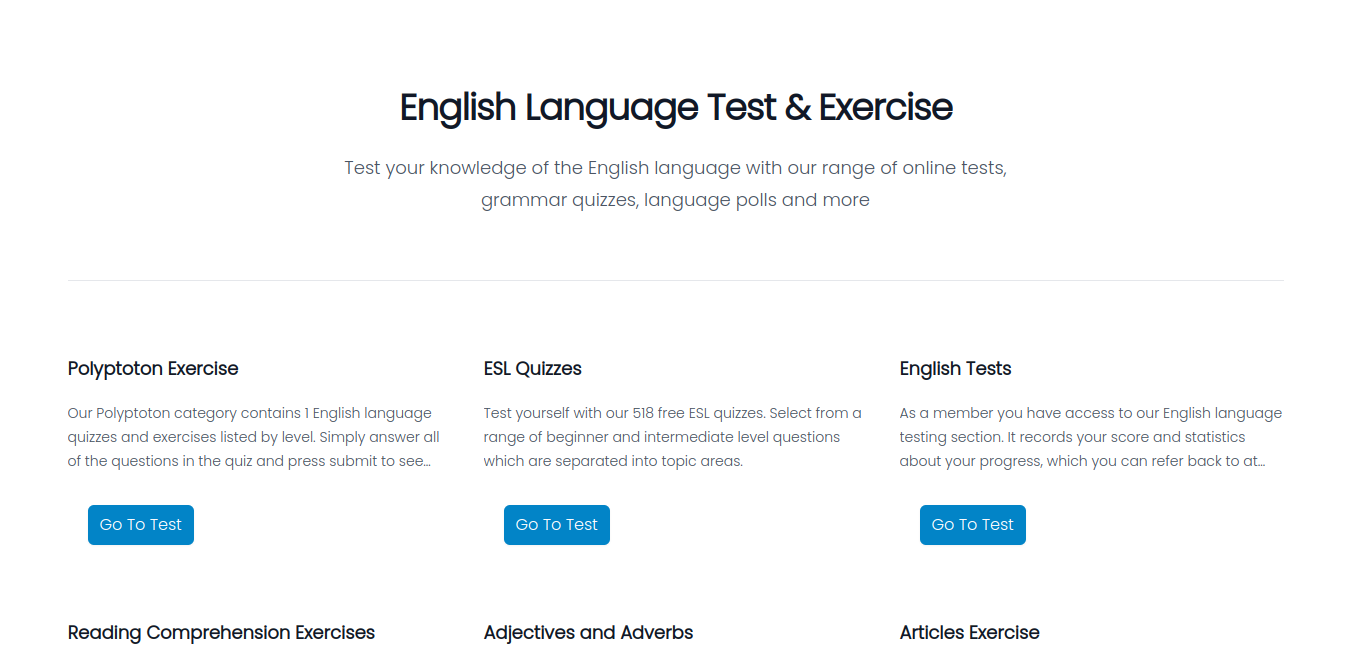 English Language Test & Exercise
Test your knowledge of the English language with our range of online tests,
grammar quizzes, language polls and more
Polyptoton Exercise
Our Polyptoton category contains 1 English language
quizzes and exercises listed by level. Simply answer all
of the questions in the quiz and press submit to see...
Go To Test
ESL Quizzes
Test yourself with our 518 free ESL quizzes. Select from a
range of beginner and intermediate level questions
which are separated into topic areas.
Go To Test
English Tests
As a member you have access to our English language
testing section. It records your score and statistics
about your progress, which you can refer back to at...
Go To Test
Reading Comprehension Exercises
Adjectives and Adverbs
Articles Exercise